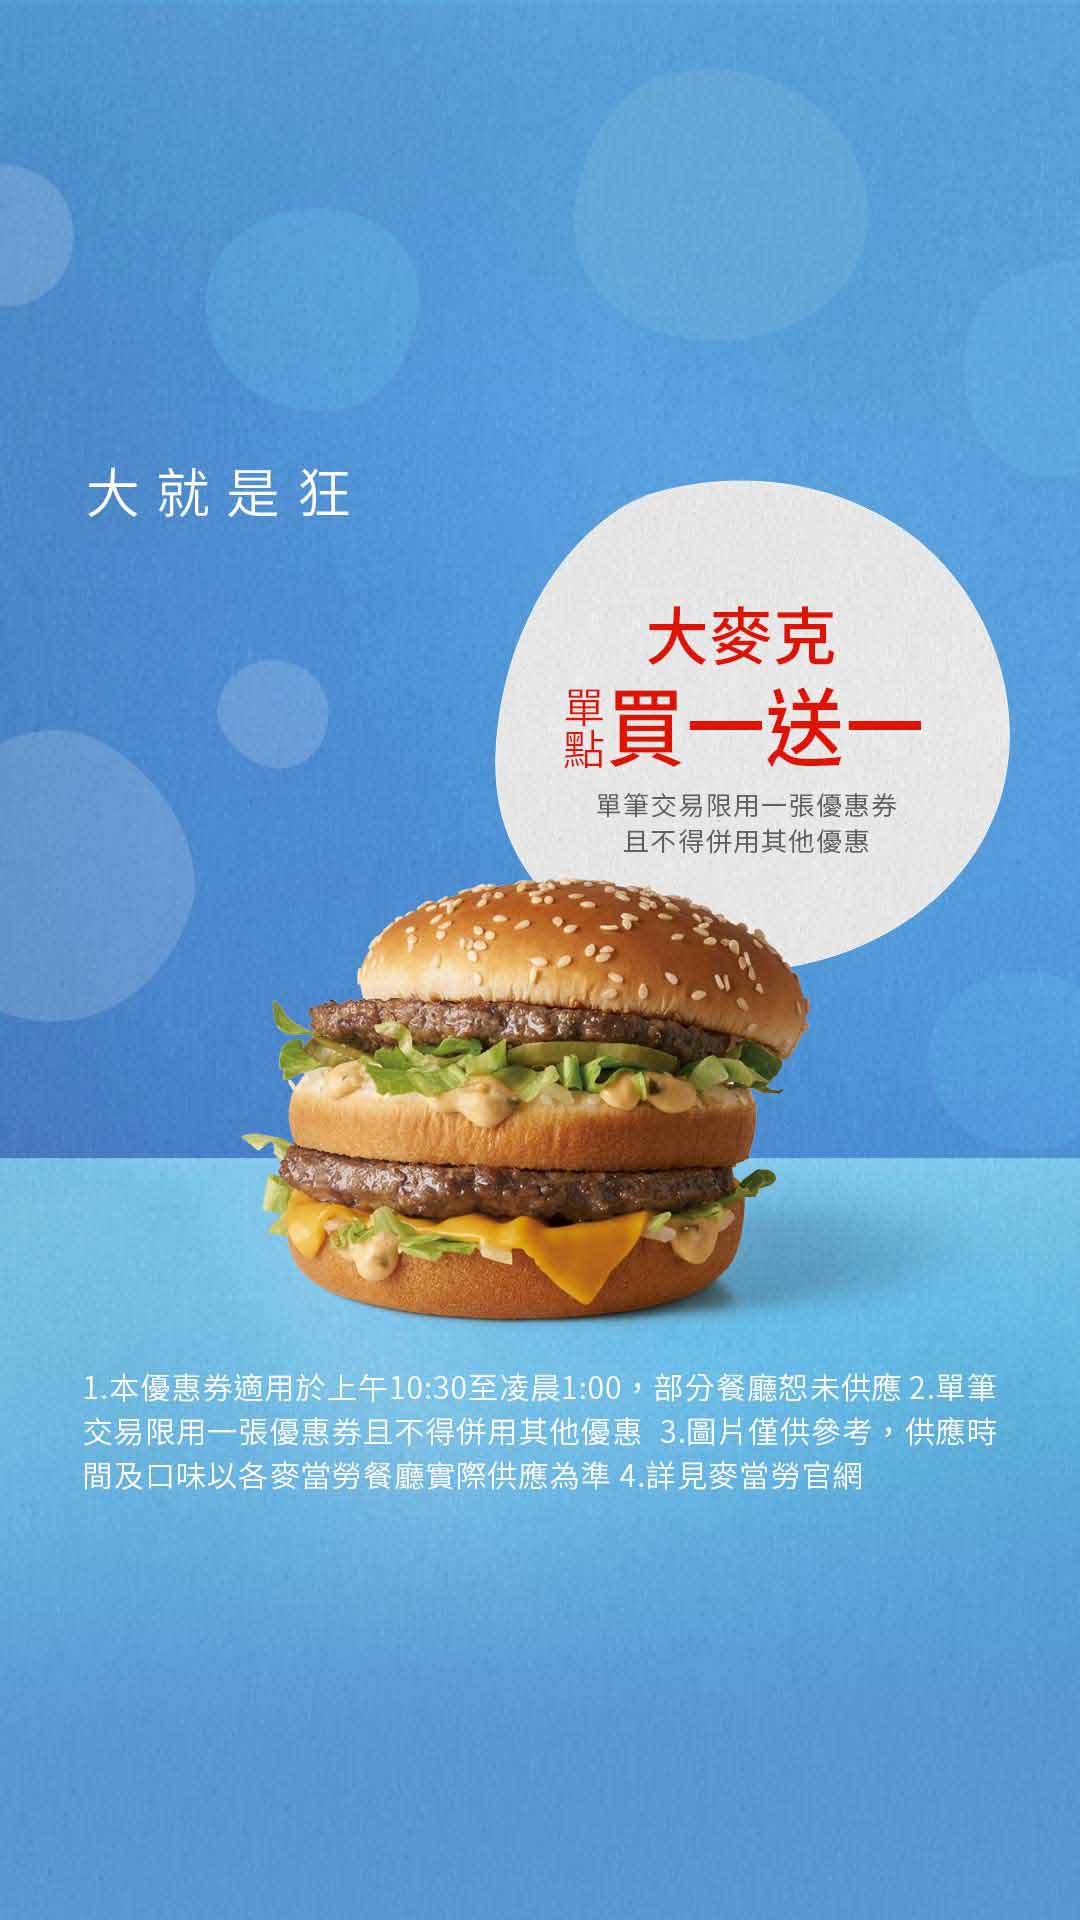 大就是狂
大麥克
單點買一送一
單筆交易限用一張優惠券
且不得併用其他優惠
1.本優惠券適用於上午10:30至凌晨1:00，部分餐廳恕未供應 2.單筆
交易限用一張優惠券且不得併用其他優惠 3.圖片僅供參考，供應時
間及口味以各麥當勞餐廳實際供應為準 4.詳見麥當勞官網